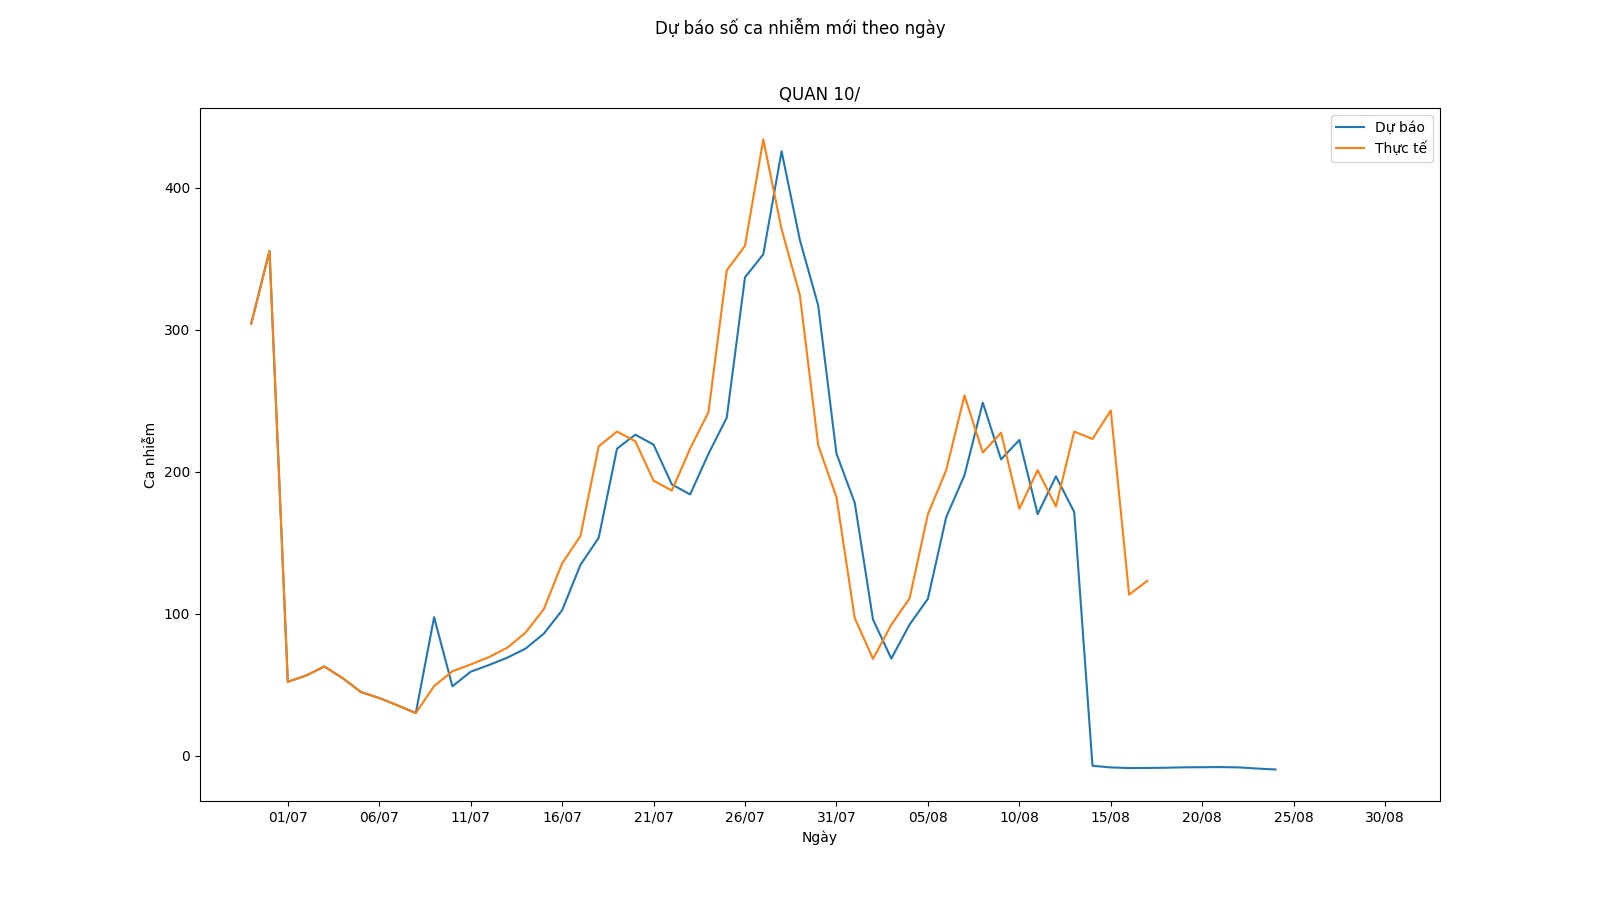 Dự báo số ca nhiễm mới theo ngày
QUAN 10/
Dự báo
Thực tế
400
300
200
100
0
Ca nhiễm
01/07 06/07 11/07 16/07 21/07 26/07 31/07 05/08 10/08 15/08 20/08 25/08 30/08
Ngày